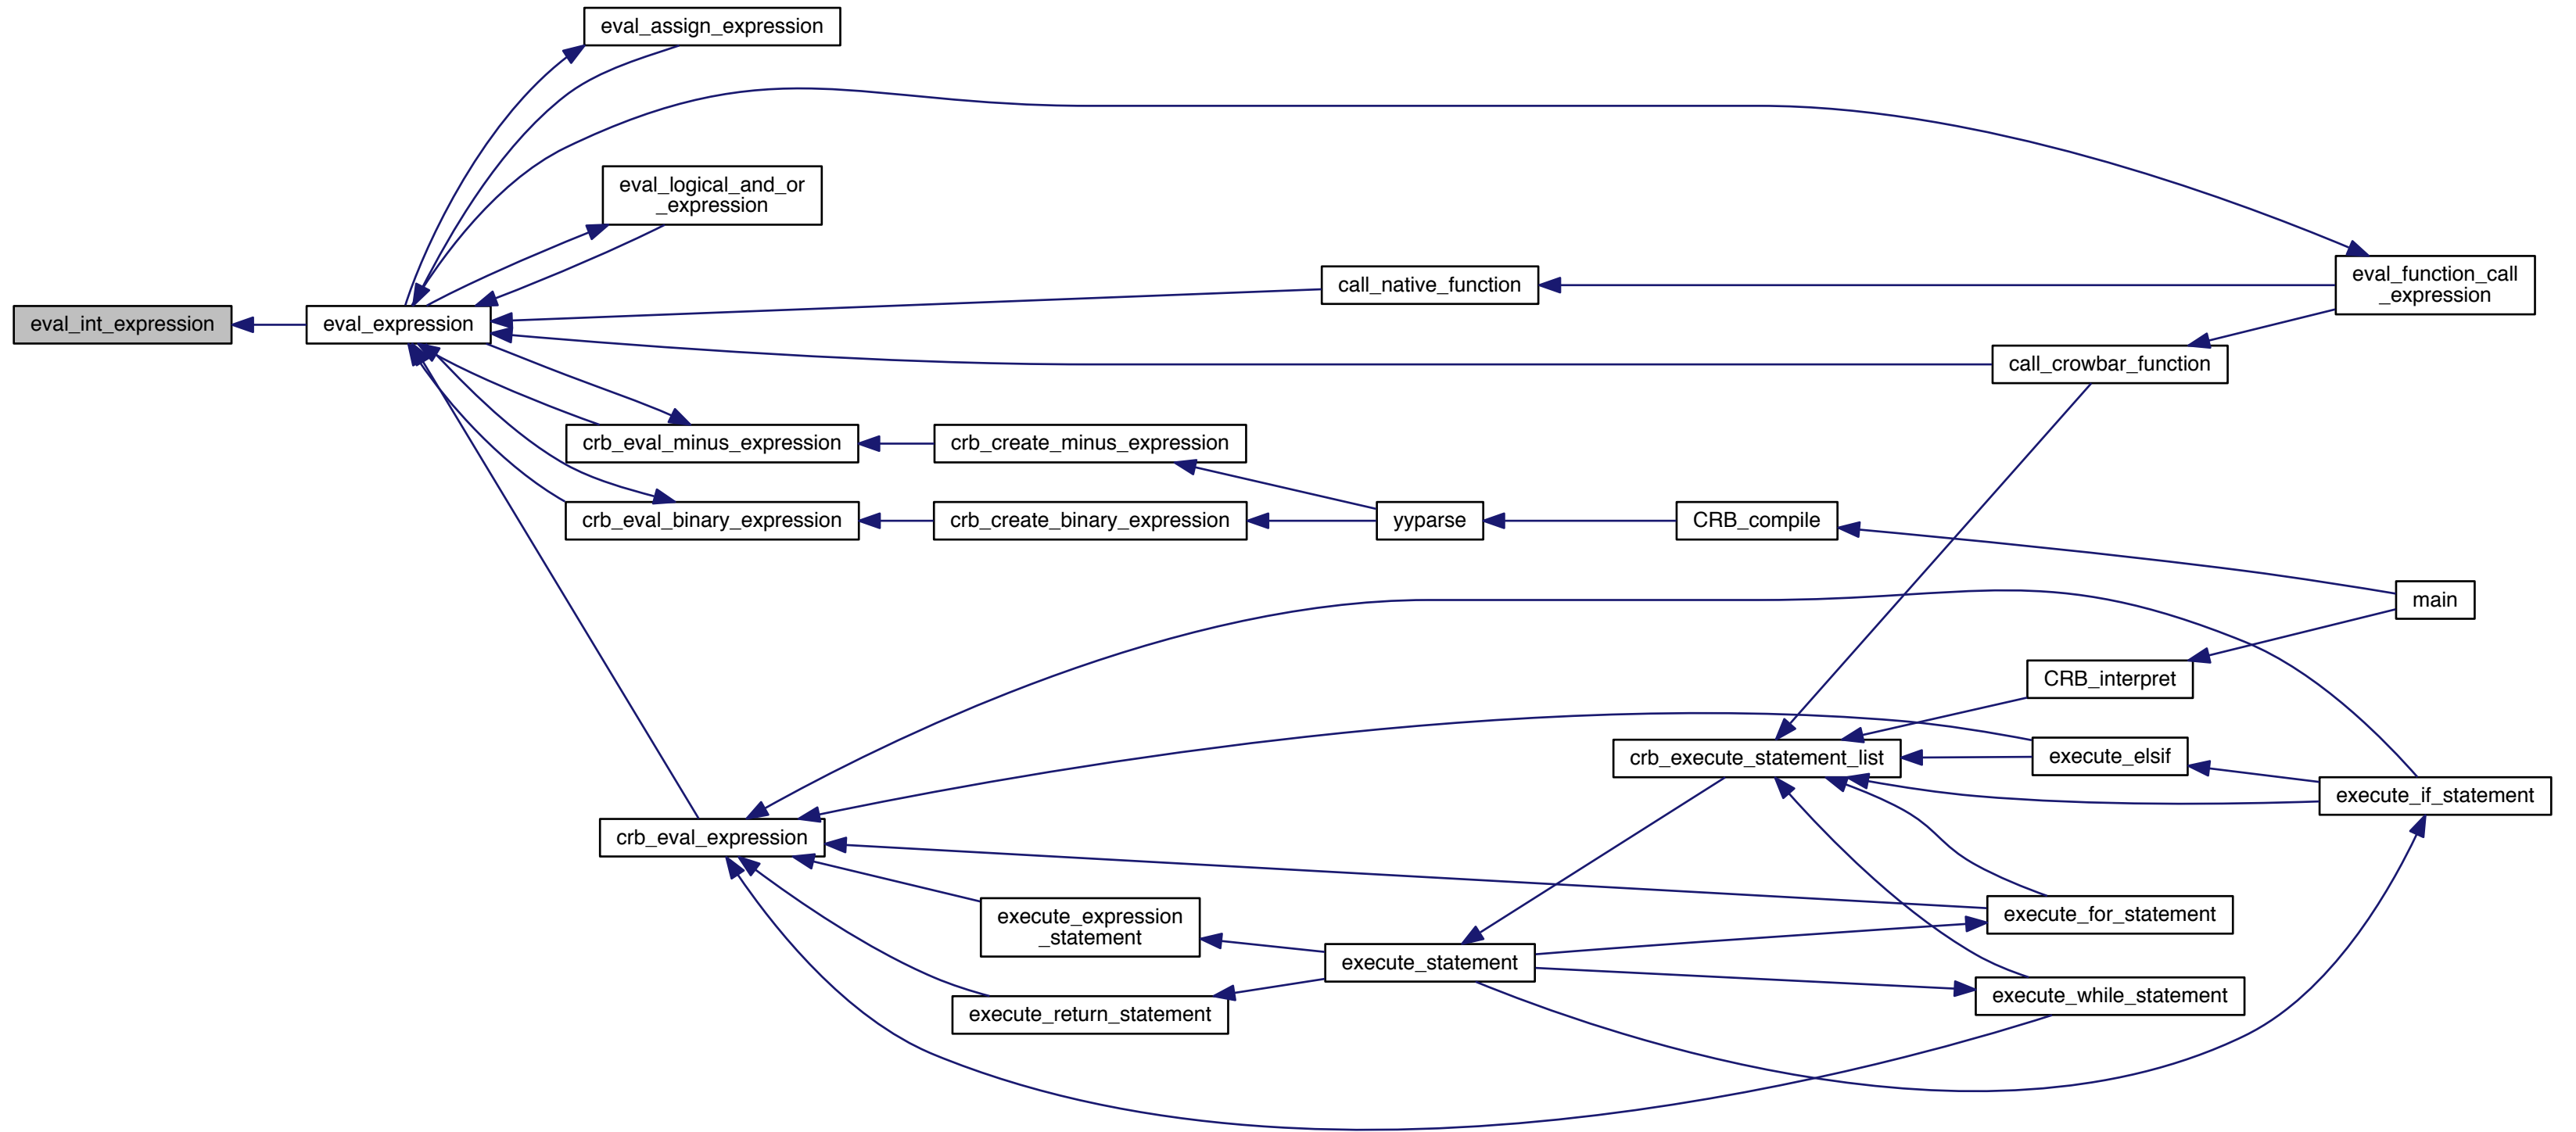 eval_assign_expression
eval_logical_and_or
_expression
call_native_function
eval_function_call
_expression
eval_int_expression
eval_expression
call_crowbar_function
crb_eval_minus_expression
crb_create_minus_expression
crb_eval_binary_expression
crb_create_binary_expression
yyparse
CRB_compile
main
CRB_interpret
crb_execute_statement_list
execute_elsif
execute_if_statement
crb_eval_expression
execute_expression
_statement
execute_for_statement
execute_statement
execute_while_statement
execute_return_statement